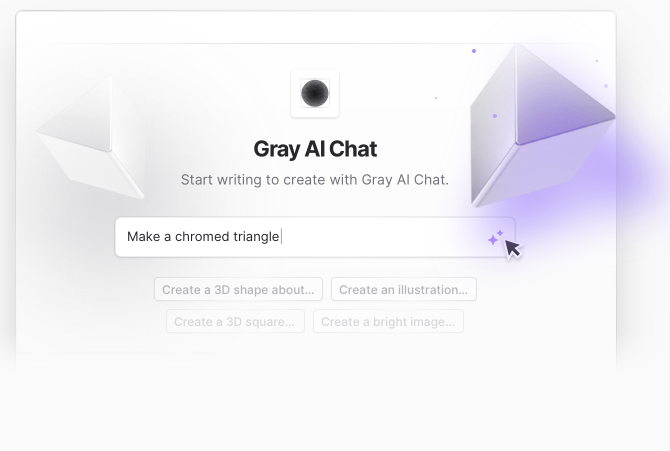 Gray AI Chat
Start writing to create with Gray AI Chat.
Make a chromed triangle
Create a 3D shape about...
Create an illustration...
Create a 3D square...
Create a bright image...